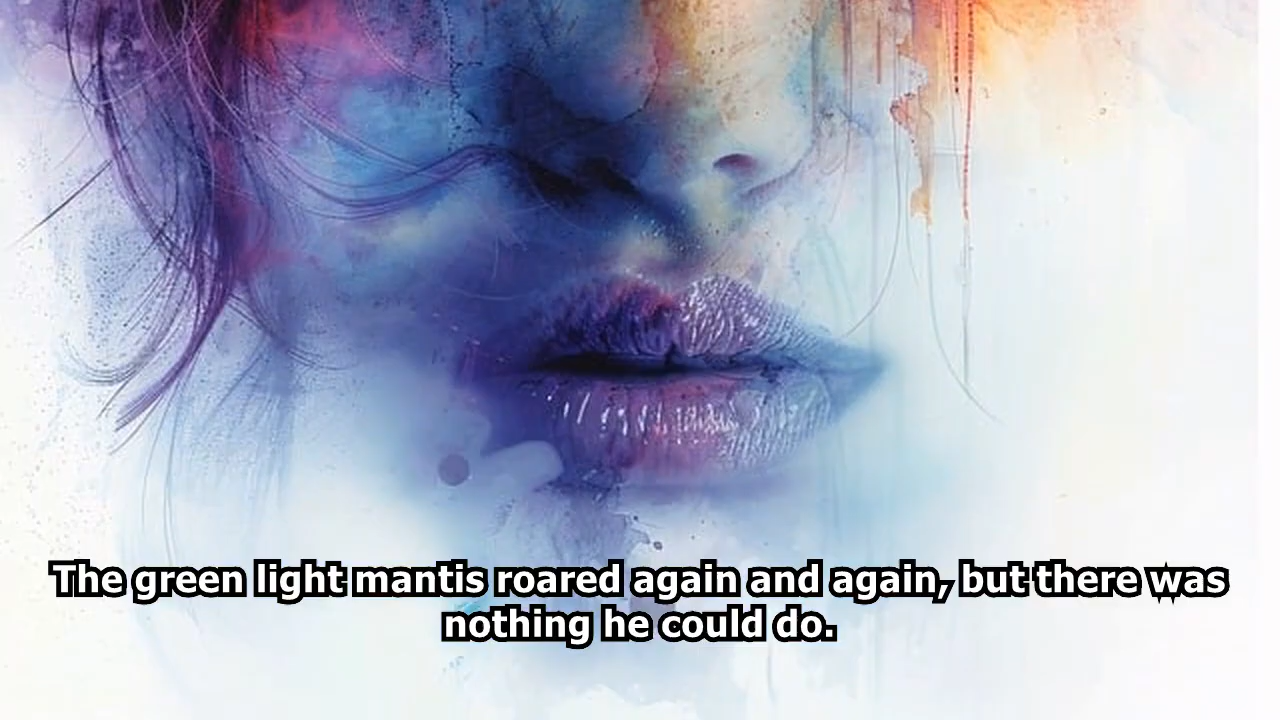 The green light mantis roared again and again, but there was
nothing he could do.